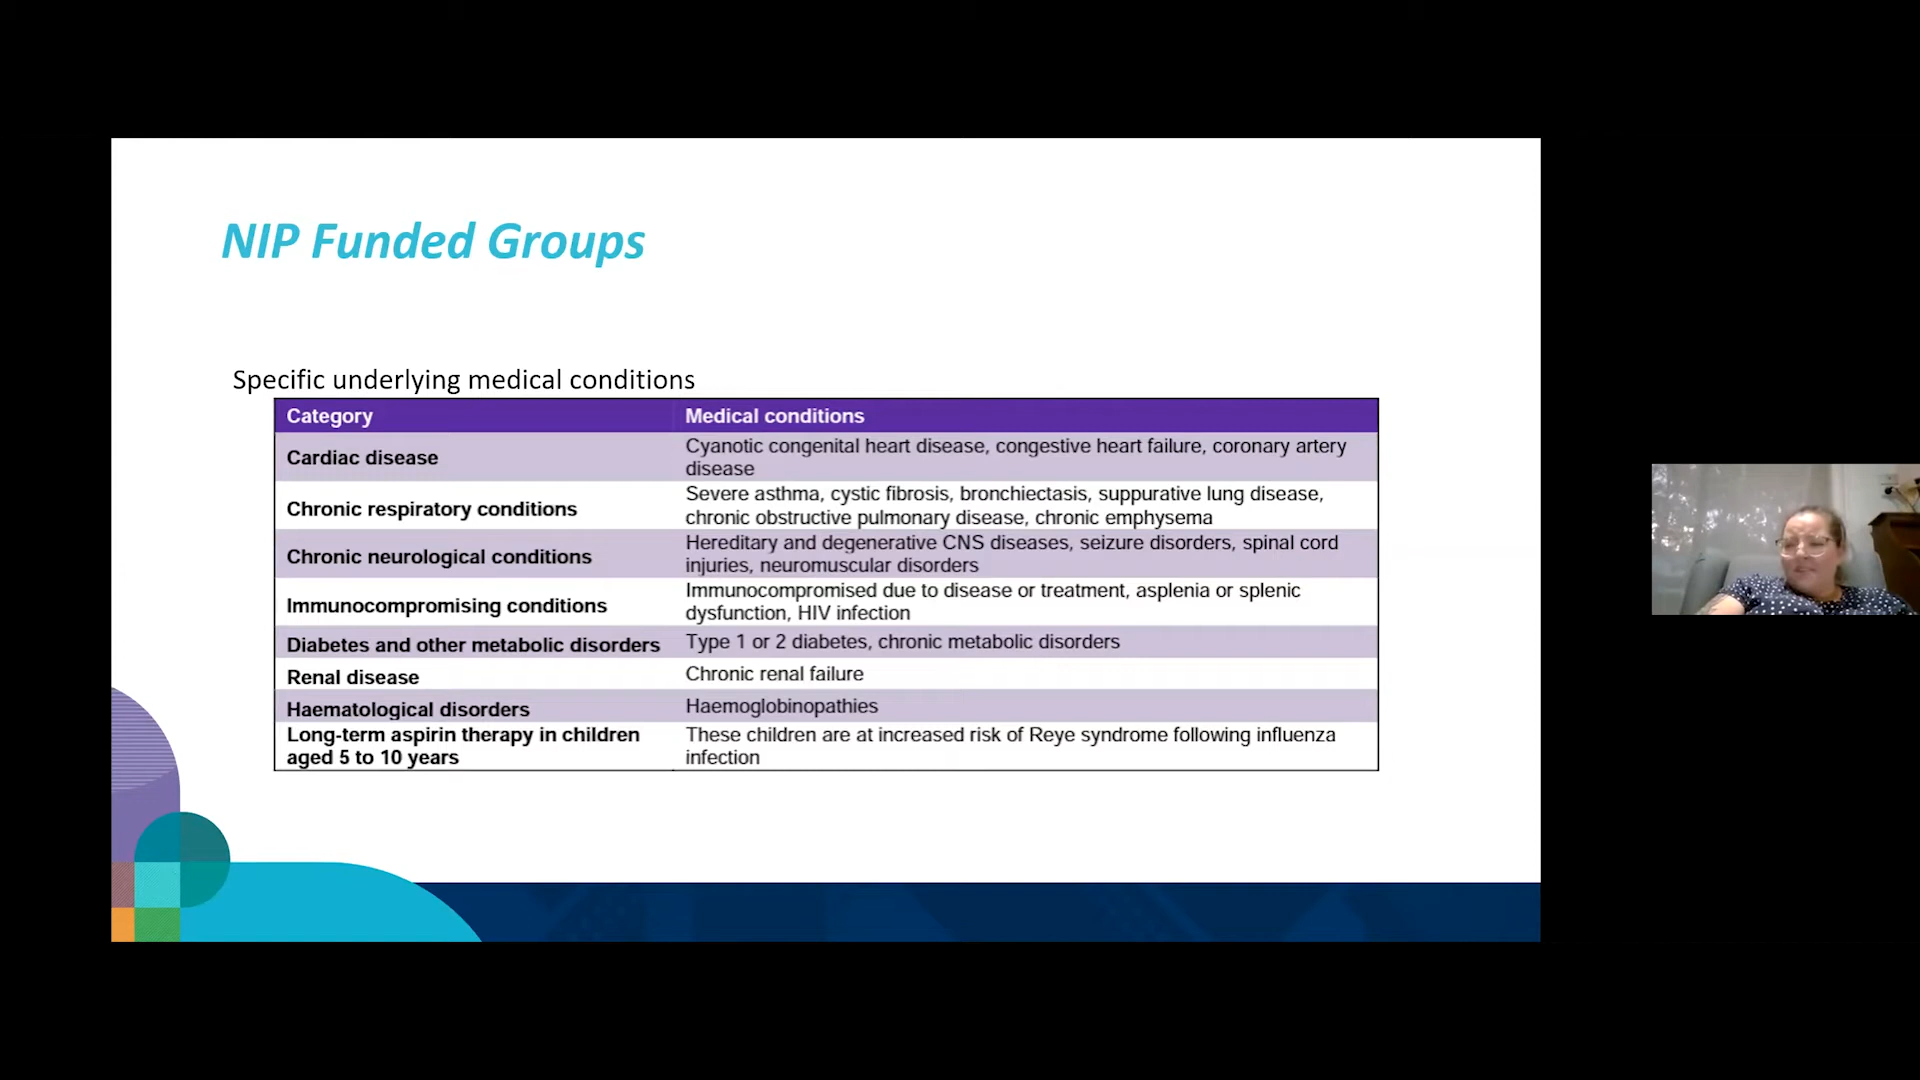 NIP Funded Groups
Specific underlying medical conditions
Category
Medical conditions
Cardiac disease
Cyanotic congenital heart disease, congestive heart failure, coronary artery
disease
Chronic respiratory conditions
Severe asthma, cystic fibrosis, bronchiectasis, suppurative lung disease,
chronic obstructive pulmonary disease, chronic emphysema
Chronic neurological conditions
Hereditary and degenerative CNS diseases, seizure disorders, spinal cord
injuries, neuromuscular disorders
Immunocompromising conditions
Immunocompromised due to disease or treatment, asplenia or splenic
dysfunction, HIV infection
Diabetes and other metabolic disorders
Type 1 or 2 diabetes, chronic metabolic disorders
Renal disease
Chronic renal failure
Haematological disorders
Haemoglobinopathies
Long-term aspirin therapy in children
aged 5 to 10 years
These children are at increased risk of Reye syndrome following influenza
infection